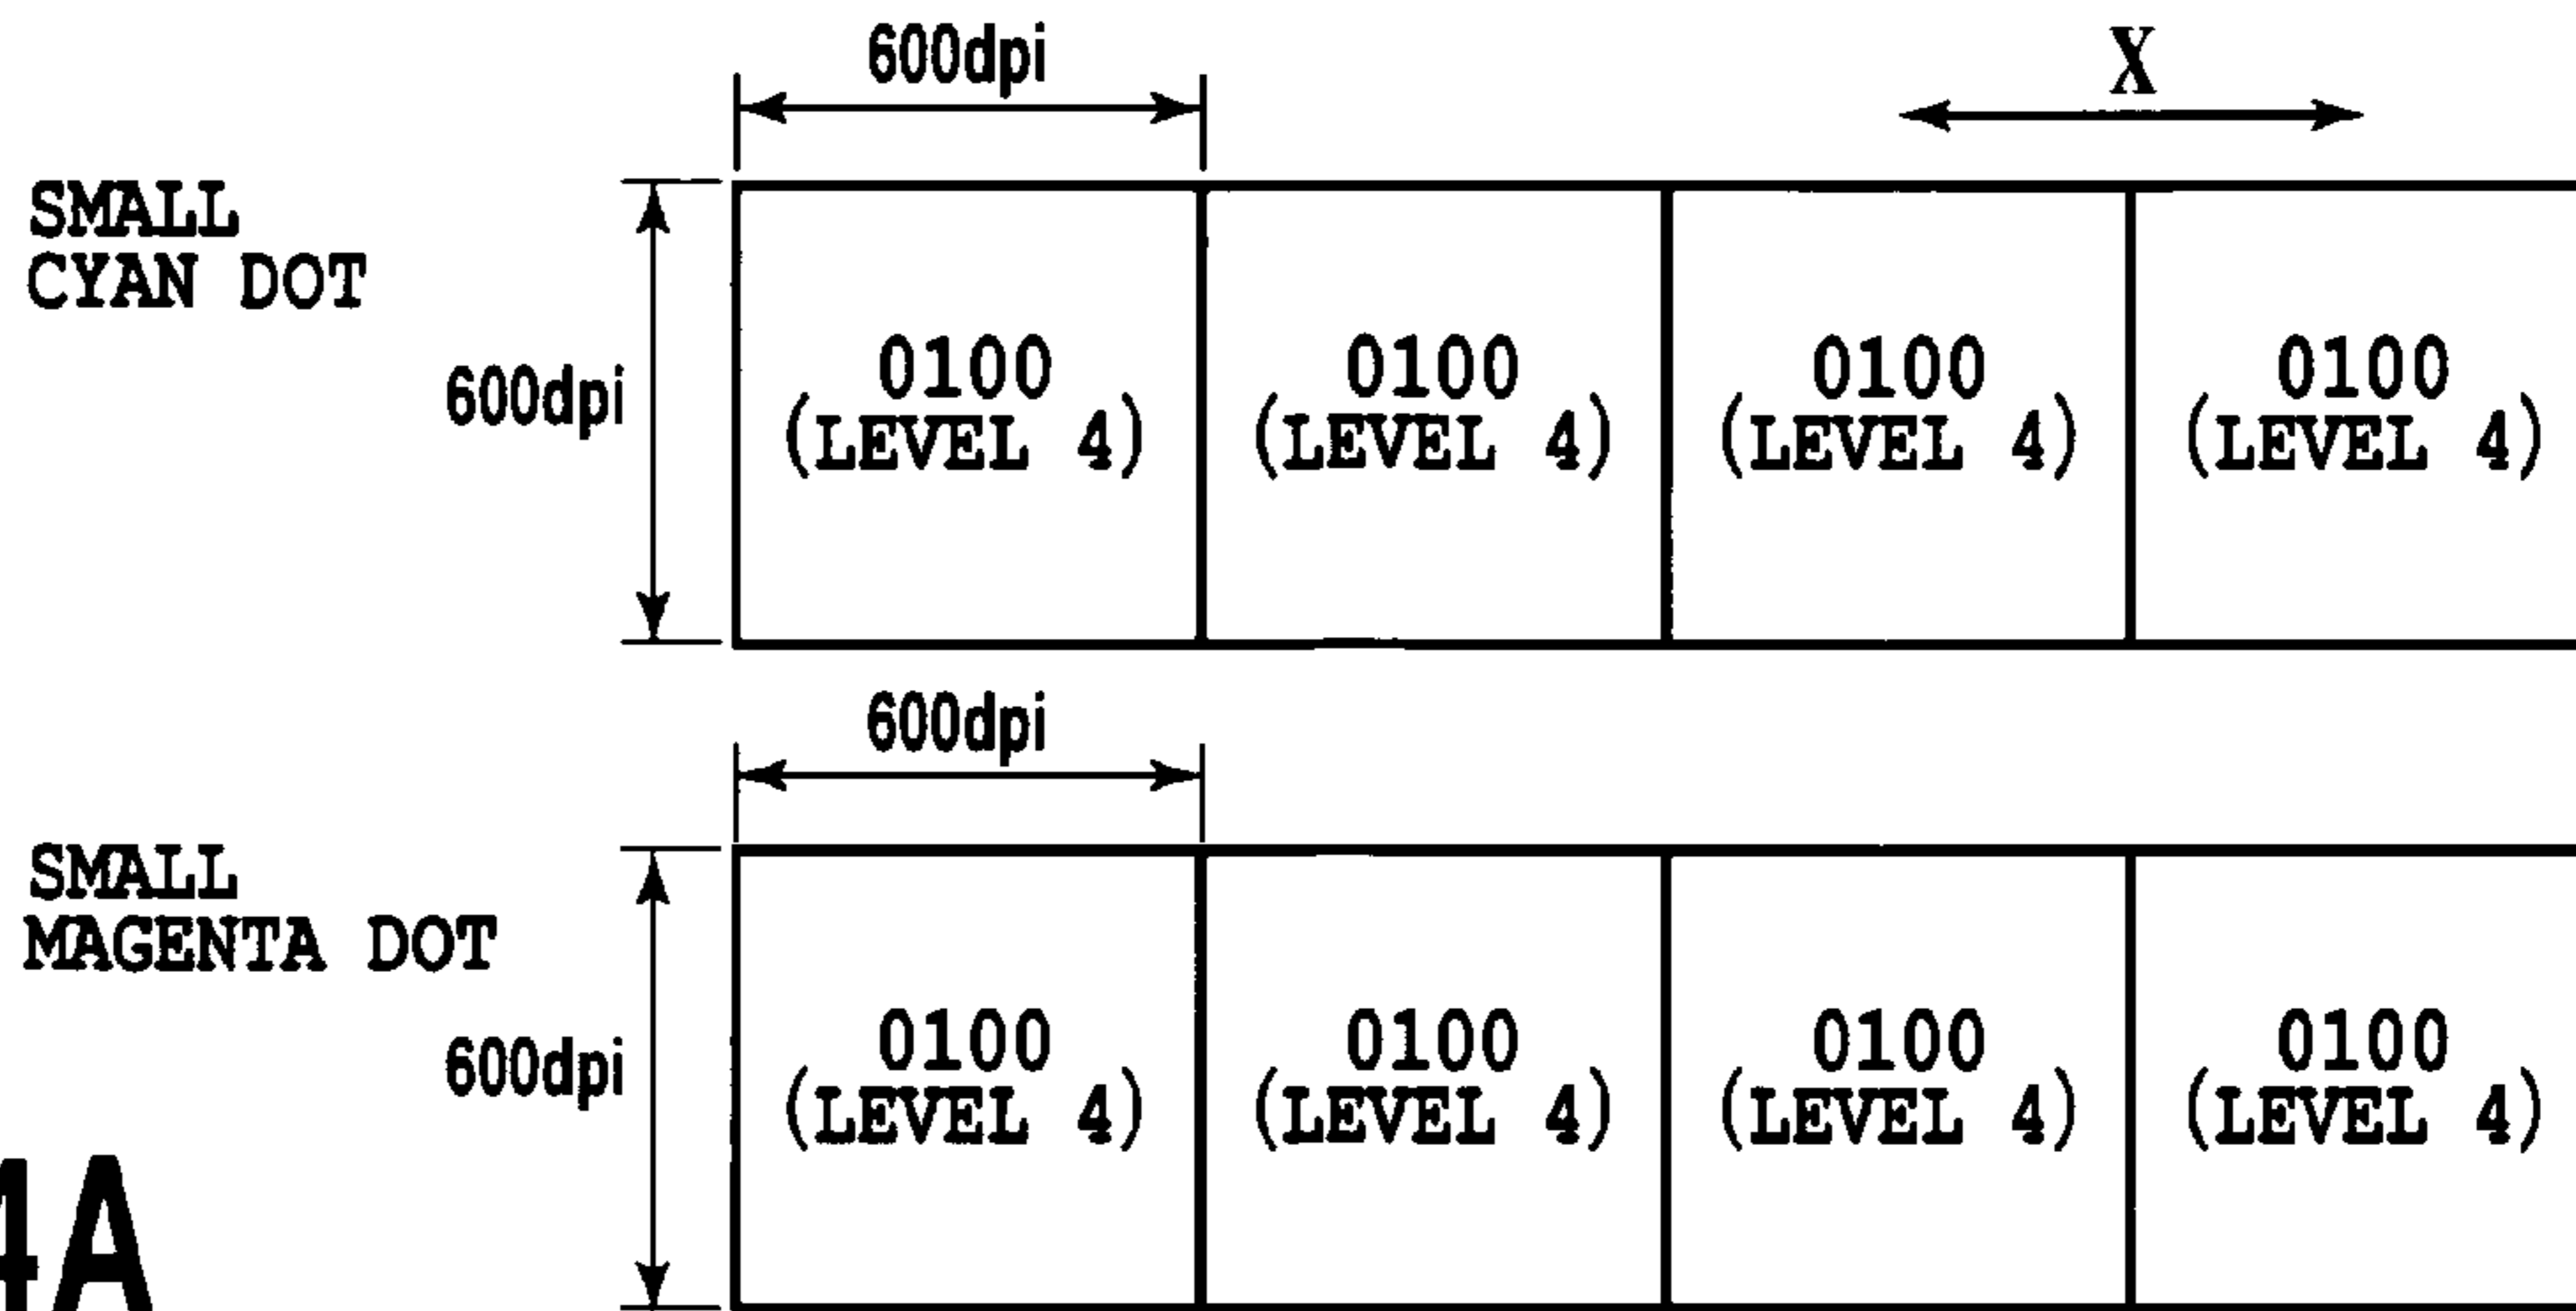 600dpi
X
SMALL
CYAN DOT
600dpi
0100 0100 0100 0100
(LEVEL 4) (LEVEL 4) (LEVEL 4) (LEVEL 4)
600dpi
SMALL
MAGENTA DOT
600dpi
0100 0100 0100 0100
(LEVEL 4) (LEVEL 4) (LEVEL 4) (LEVEL 4)
4A